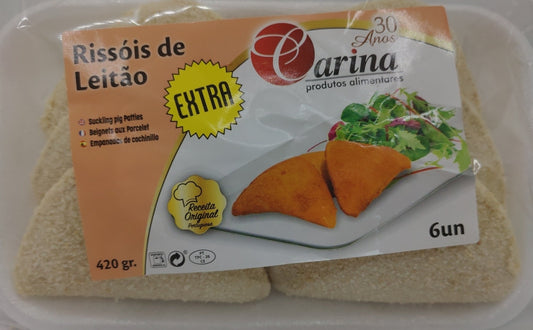 Rissóis de
Leitão
EXTRA
Suckling pig Patties
Beignets aux Porcelet
Empanadas de cochinillo
30
Anos
Carina
produtos alimentares
Receita
Original
Portuguesa
420 gr.
6un